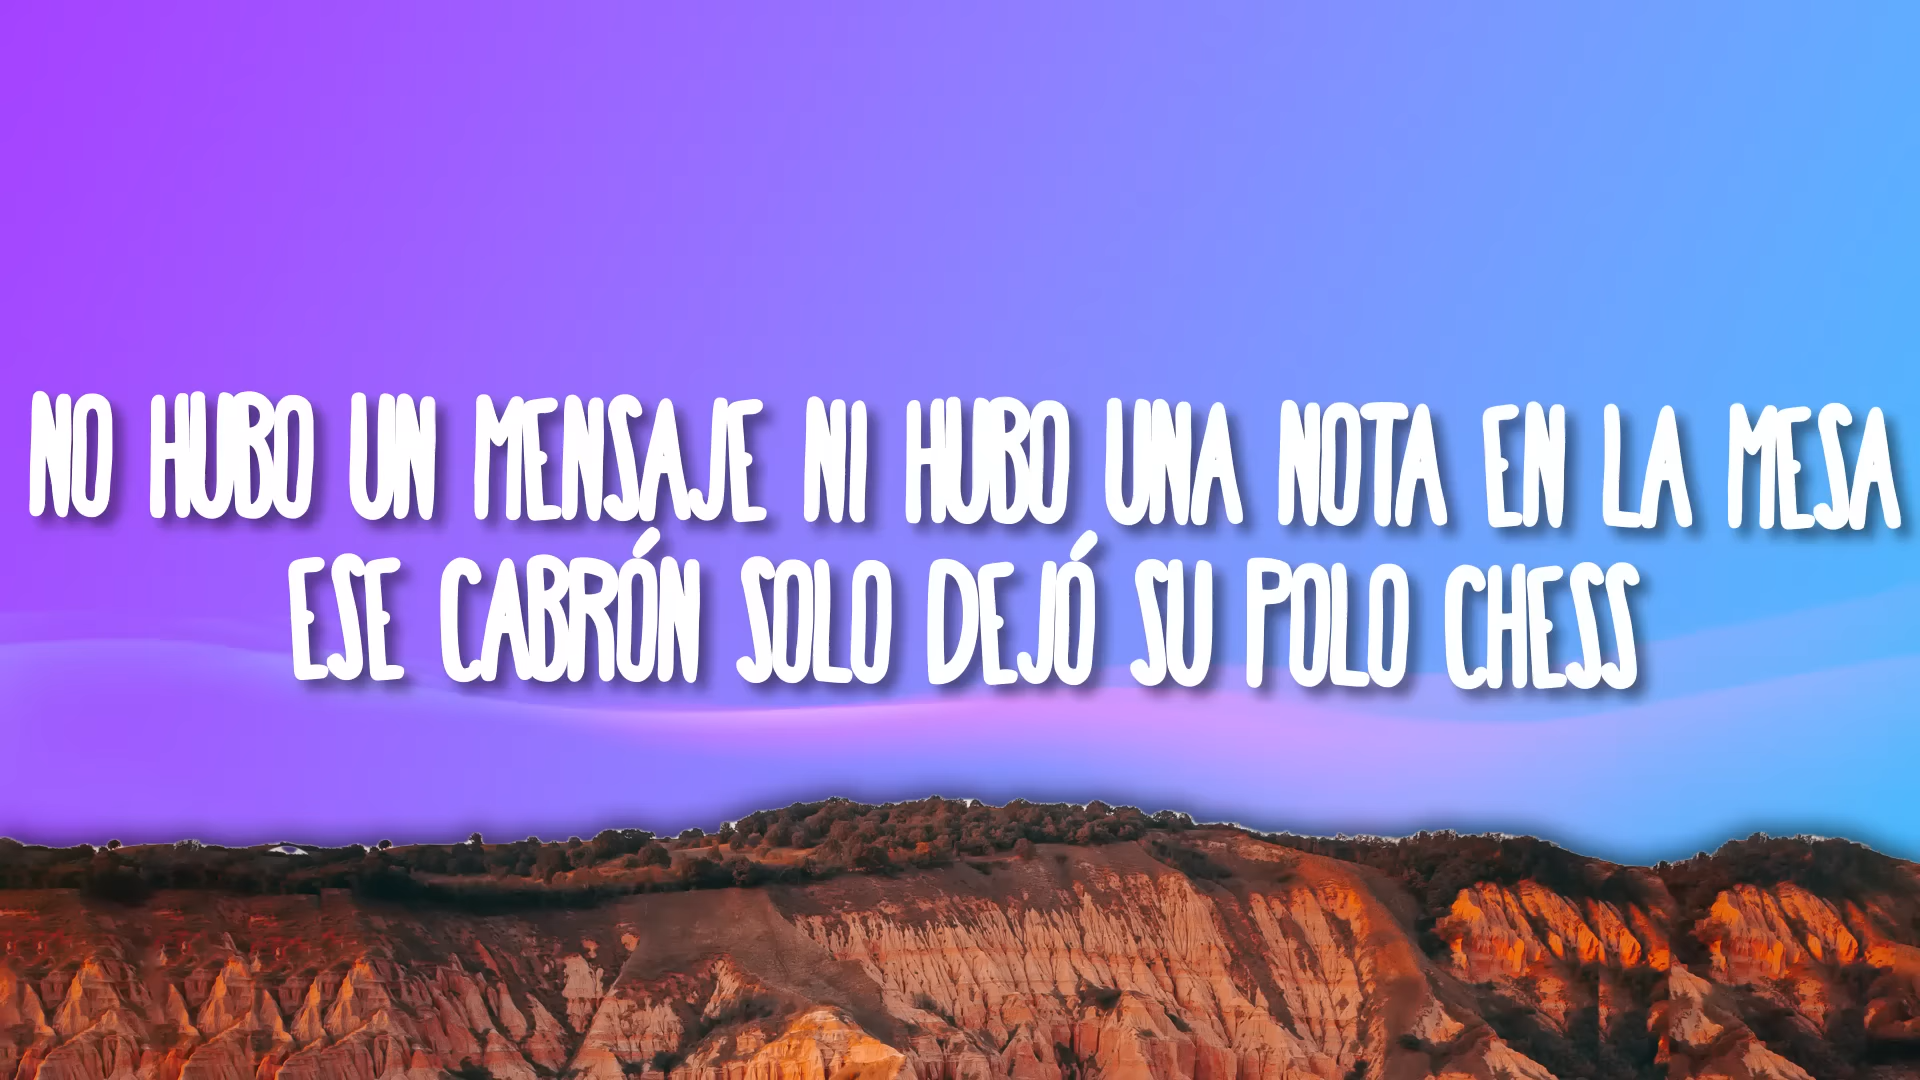 NO HUBO UN MENSAJE NI HUBO UNA NOTA EN LA MESA
ESE CABRÓN SOLO DEJÓ SU POLO CHESS